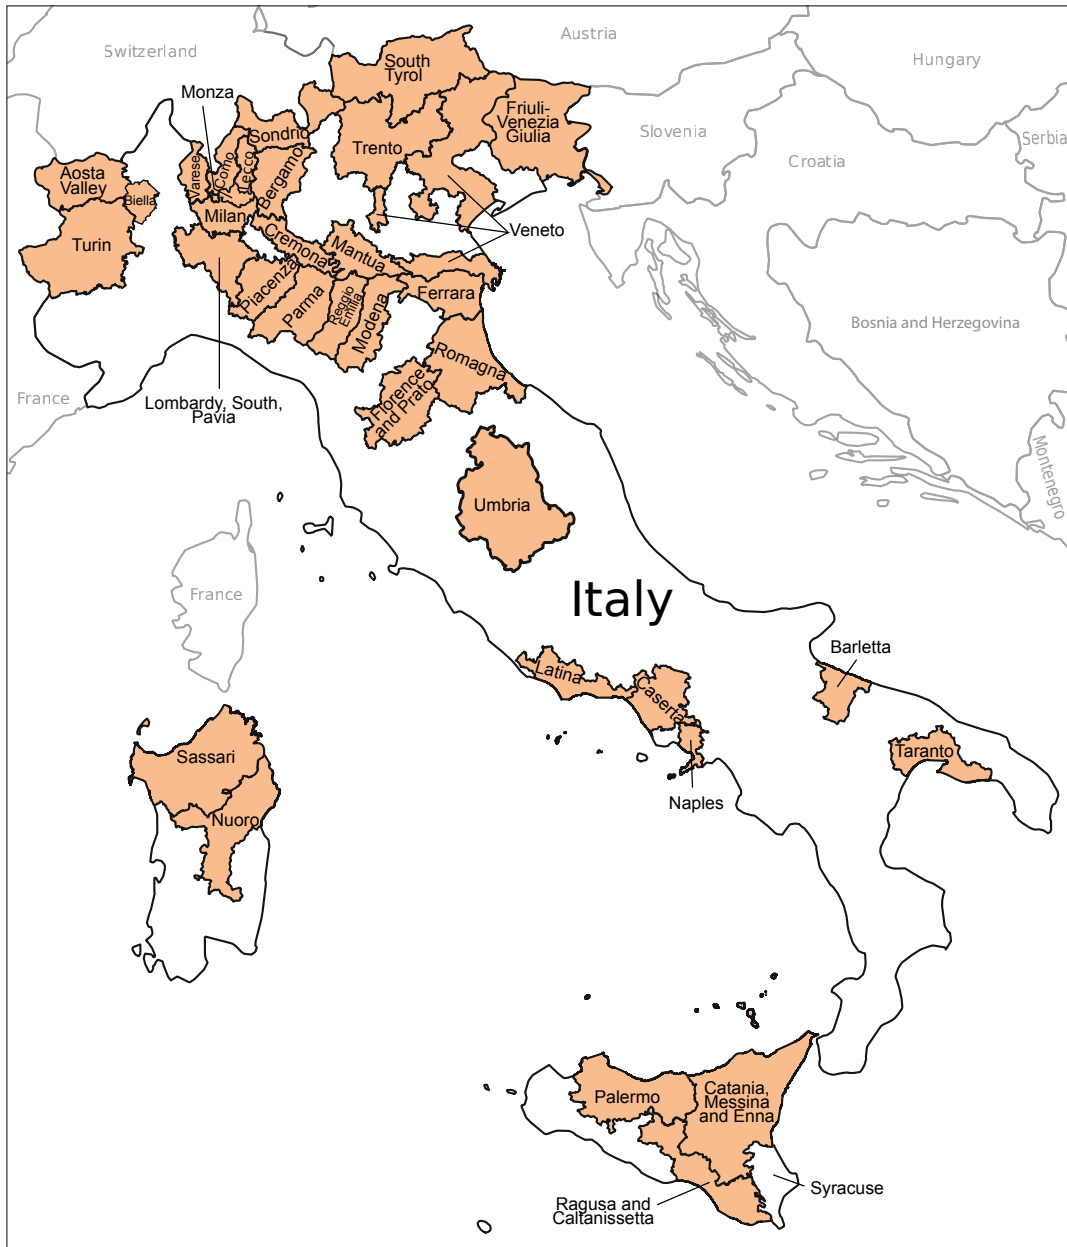 Austria
Switzerland
Hungary
South
Tyrol
Monza
Friuli-
Venezia
Giulia
Slovenia
Serbia
Sondrio
Trento
Croatia
Aosta
Valley
Varese
Como
Lecco
Bergamo
Biella
Milan
Turin
Veneto
Cremona
Mantua
Piacenza
Ferrara
Parma
Reggio
Emilia
Modena
Bosnia and Herzegovina
Romagna
France
Lombardy, South,
Pavia
Florence
and Prato
Montenegro
Umbria
France
Italy
Barletta
Latina
Caserta
Sassari
Taranto
Naples
Nuoro
Palermo
Catania,
Messina
and Enna
Syracuse
Ragusa and
Caltanissetta